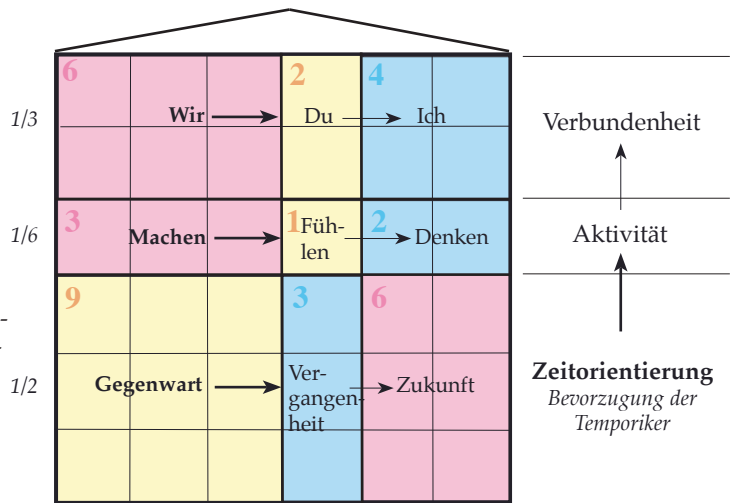 6 2 4
1/3 Wir Du Ich Verbundenheit
3 1 2
1/6 Machen Füh- Denken Aktivität
len
9 3 6
-
1/2 Gegenwart Ver- Zukunft Zeitorientierung
gangen- Bevorzugung der
heit Temporiker